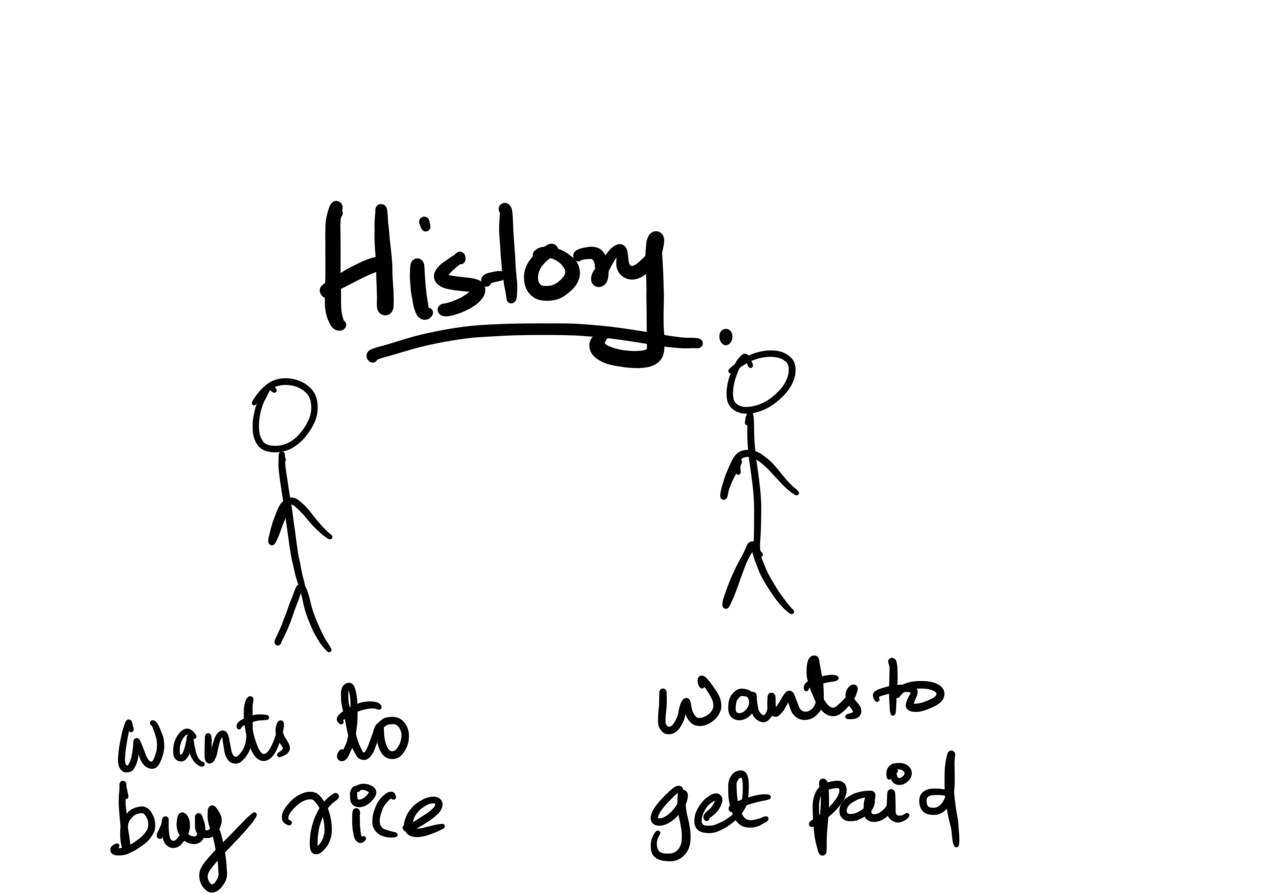 History
wants to
buy rice
wants to
get paid